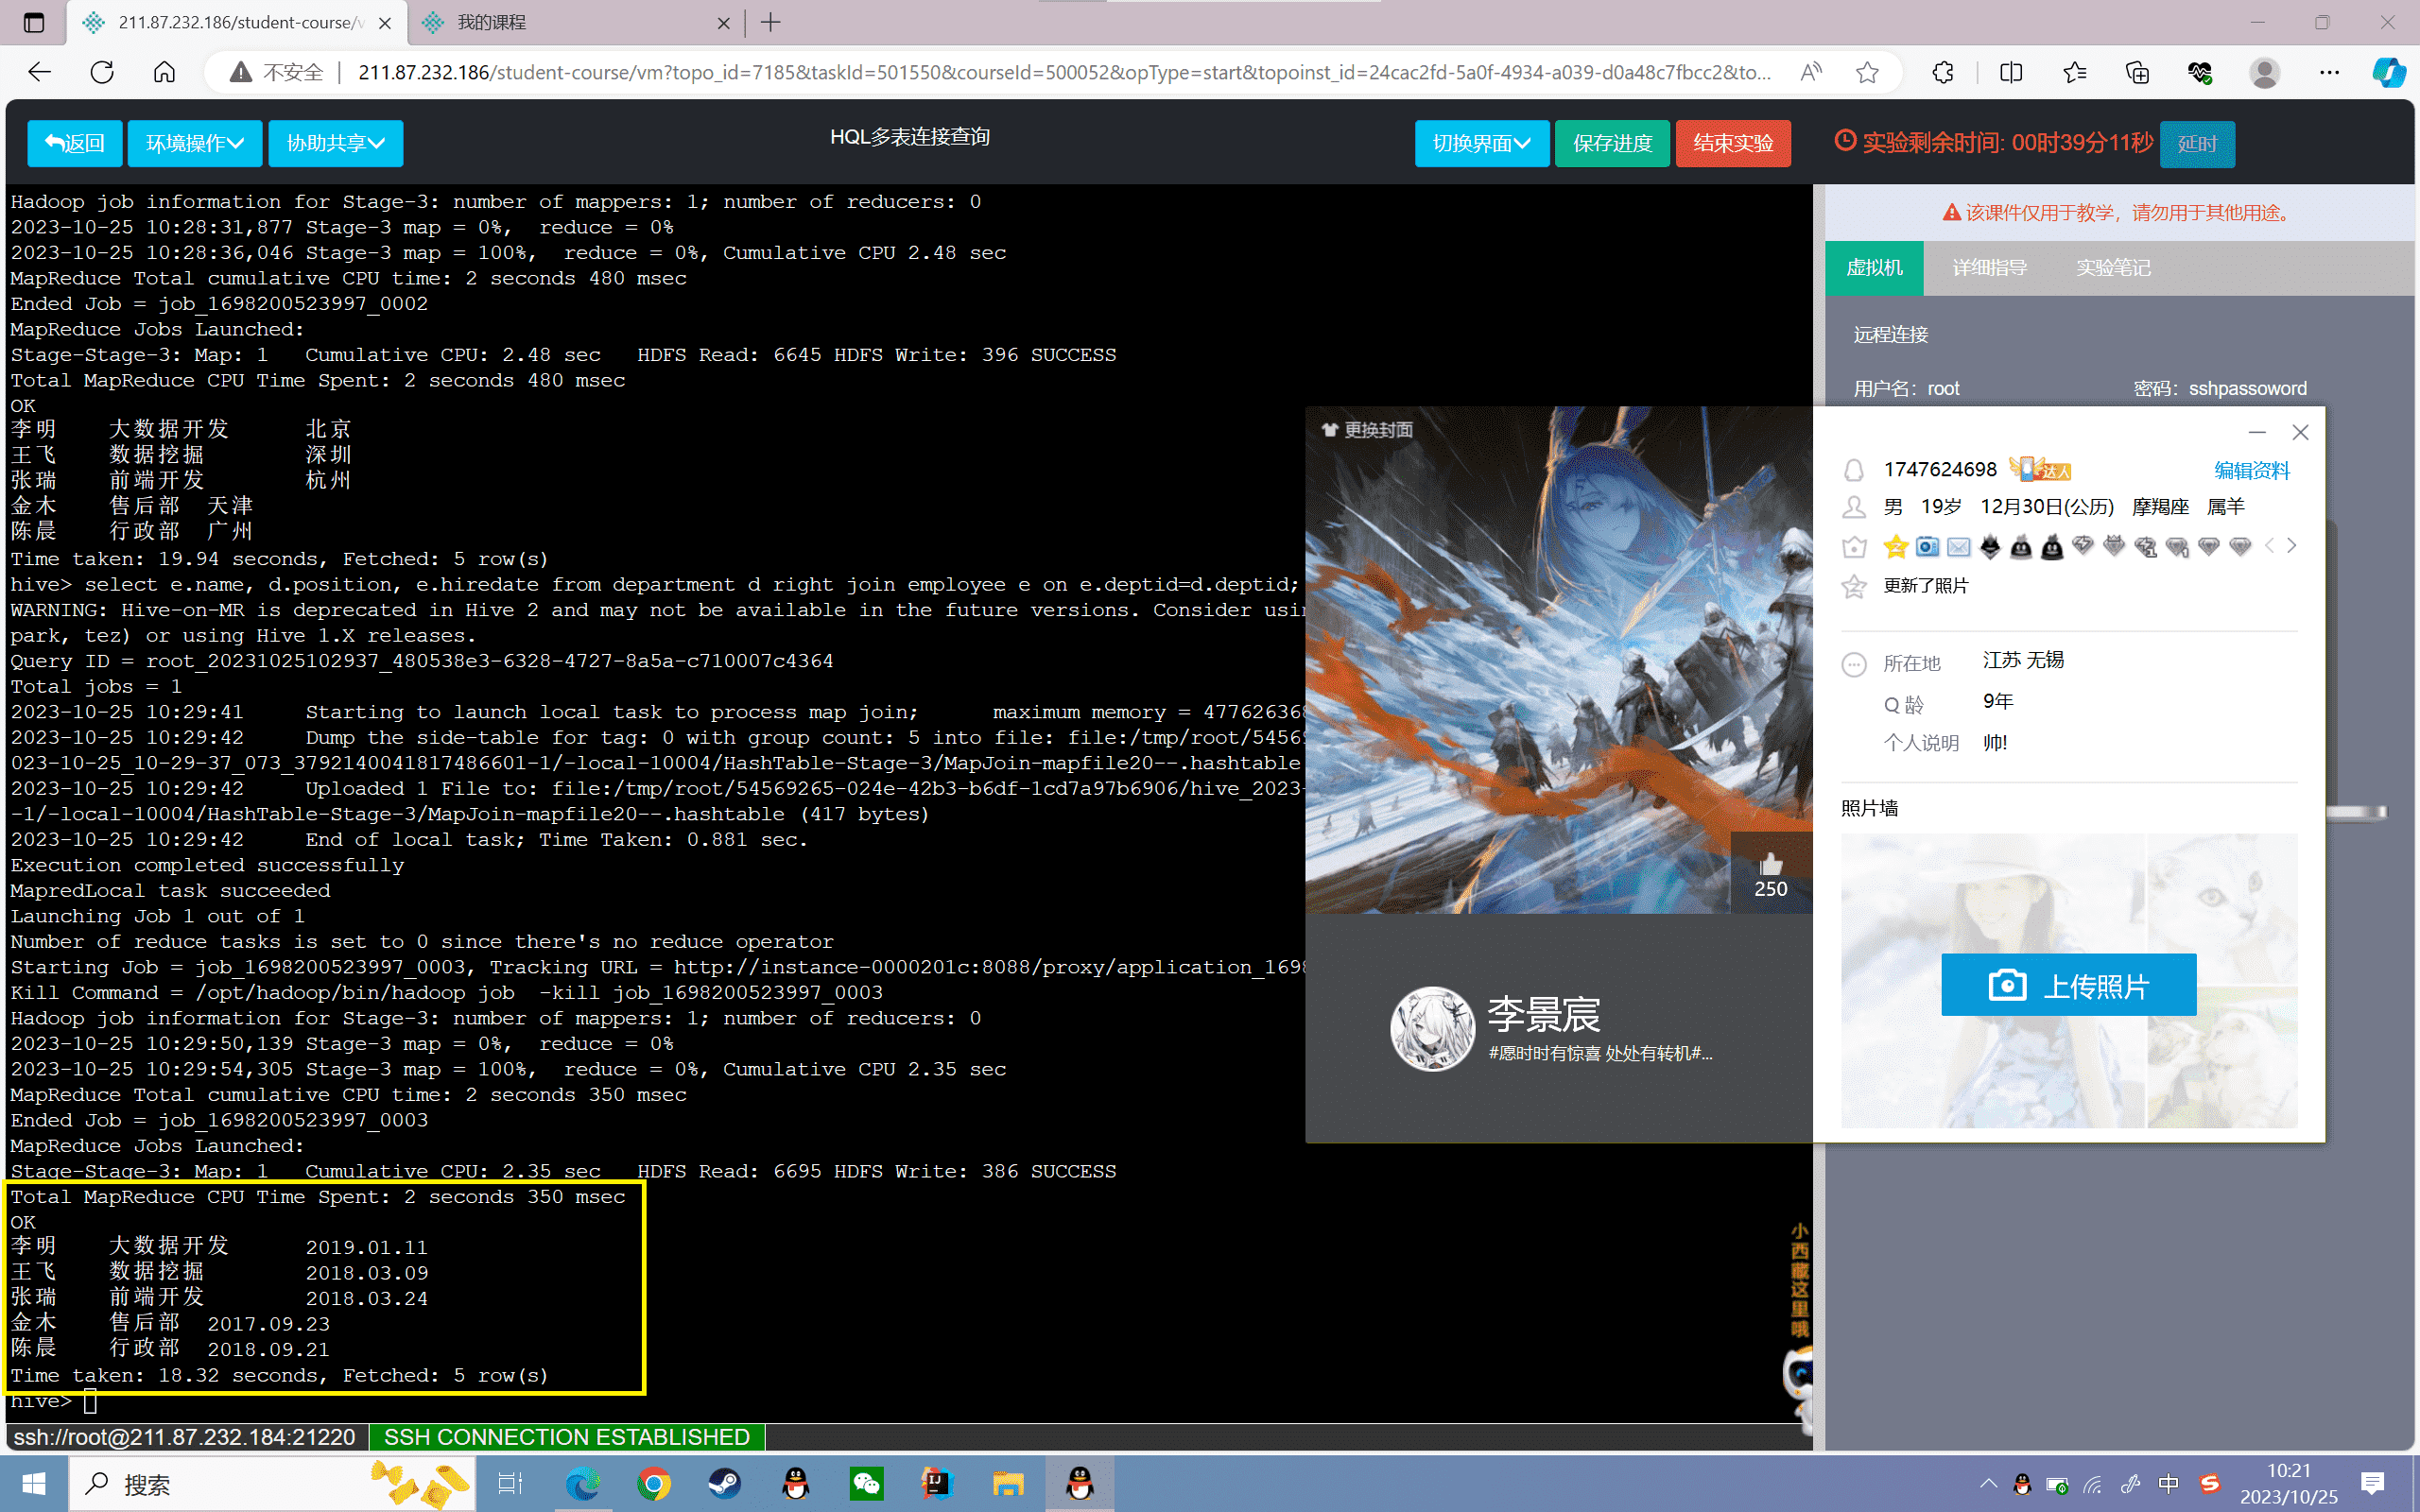 211.87.232.186/student-course/v
我的课程
不安全
211.87.232.186/student-course/vm?topo_id=7185&taskId=501550&courseId=500052&opType=start&topoinst_id=24cac2fd-5a0f-4934-a039-d0a48c7fbcc2&to...
返回
环境操作
协助共享
HQL多表连接查询
切换界面
保存进度
结束实验
实验剩余时间: 00时39分11秒
延时
Hadoop job information for Stage-3: number of mappers: 1; number of reducers: 0
2023-10-25 10:28:31,877 Stage-3 map = 0%,  reduce = 0%
2023-10-25 10:28:36,046 Stage-3 map = 100%,  reduce = 0%, Cumulative CPU 2.48 sec
MapReduce Total cumulative CPU time: 2 seconds 480 msec
Ended Job = job_1698200523997_0002
MapReduce Jobs Launched:
Stage-Stage-3: Map: 1   Cumulative CPU: 2.48 sec   HDFS Read: 6645 HDFS Write: 396 SUCCESS
Total MapReduce CPU Time Spent: 2 seconds 480 msec
OK
李明 大数据开发 北京
王飞 数据挖掘 深圳
张瑞 前端开发 杭州
金木 售后部 天津
陈晨 行政部 广州
Time taken: 19.94 seconds, Fetched: 5 row(s)
hive> select e.name, d.position, e.hiredate from department d right join employee e on e.deptid=d.deptid;
WARNING: Hive-on-MR is deprecated in Hive 2 and may not be available in the future versions. Consider usin
park, tez) or using Hive 1.X releases.
Query ID = root_20231025102937_480538e3-6328-4727-8a5a-c710007c4364
Total jobs = 1
2023-10-25 10:29:41     Starting to launch local task to process map join;      maximum memory = 477626368
2023-10-25 10:29:42     Dump the side-table for tag: 0 with group count: 5 into file: file:/tmp/root/54569
023-10-25_10-29-37_073_3792140041817486601-1/-local-10004/HashTable-Stage-3/MapJoin-mapfile20--.hashtable
2023-10-25 10:29:42     Uploaded 1 File to: file:/tmp/root/54569265-024e-42b3-b6df-1cd7a97b6906/hive_2023-
-1/-local-10004/HashTable-Stage-3/MapJoin-mapfile20--.hashtable (417 bytes)
2023-10-25 10:29:42     End of local task; Time Taken: 0.881 sec.
Execution completed successfully
MapredLocal task succeeded
Launching Job 1 out of 1
Number of reduce tasks is set to 0 since there's no reduce operator
Starting Job = job_1698200523997_0003, Tracking URL = http://instance-0000201c:8088/proxy/application_1698
Kill Command = /opt/hadoop/bin/hadoop job  -kill job_1698200523997_0003
Hadoop job information for Stage-3: number of mappers: 1; number of reducers: 0
2023-10-25 10:29:50,139 Stage-3 map = 0%,  reduce = 0%
2023-10-25 10:29:54,305 Stage-3 map = 100%,  reduce = 0%, Cumulative CPU 2.35 sec
MapReduce Total cumulative CPU time: 2 seconds 350 msec
Ended Job = job_1698200523997_0003
MapReduce Jobs Launched:
Stage-Stage-3: Map: 1   Cumulative CPU: 2.35 sec   HDFS Read: 6695 HDFS Write: 386 SUCCESS
Total MapReduce CPU Time Spent: 2 seconds 350 msec
OK
李明 大数据开发 2019.01.11
王飞 数据挖掘 2018.03.09
张瑞 前端开发 2018.03.24
金木 售后部 2017.09.23
陈晨 行政部 2018.09.21
Time taken: 18.32 seconds, Fetched: 5 row(s)
hive>
ssh://root@211.87.232.184:21220
SSH CONNECTION ESTABLISHED
该课件仅用于教学，请勿用于其他用途。
虚拟机
详细指导
实验笔记
远程连接
用户名：root
密码：sshpassoword
更换封面
250
李景宸
#愿时时有惊喜 处处有转机#...
1747624698
达人
编辑资料
男 19岁 12月30日(公历) 摩羯座 属羊
更新了照片
所在地 江苏 无锡
Q 龄 9年
个人说明 帅!
照片墙
上传照片
小西藏这里哦
搜索
中
10:21
2023/10/25